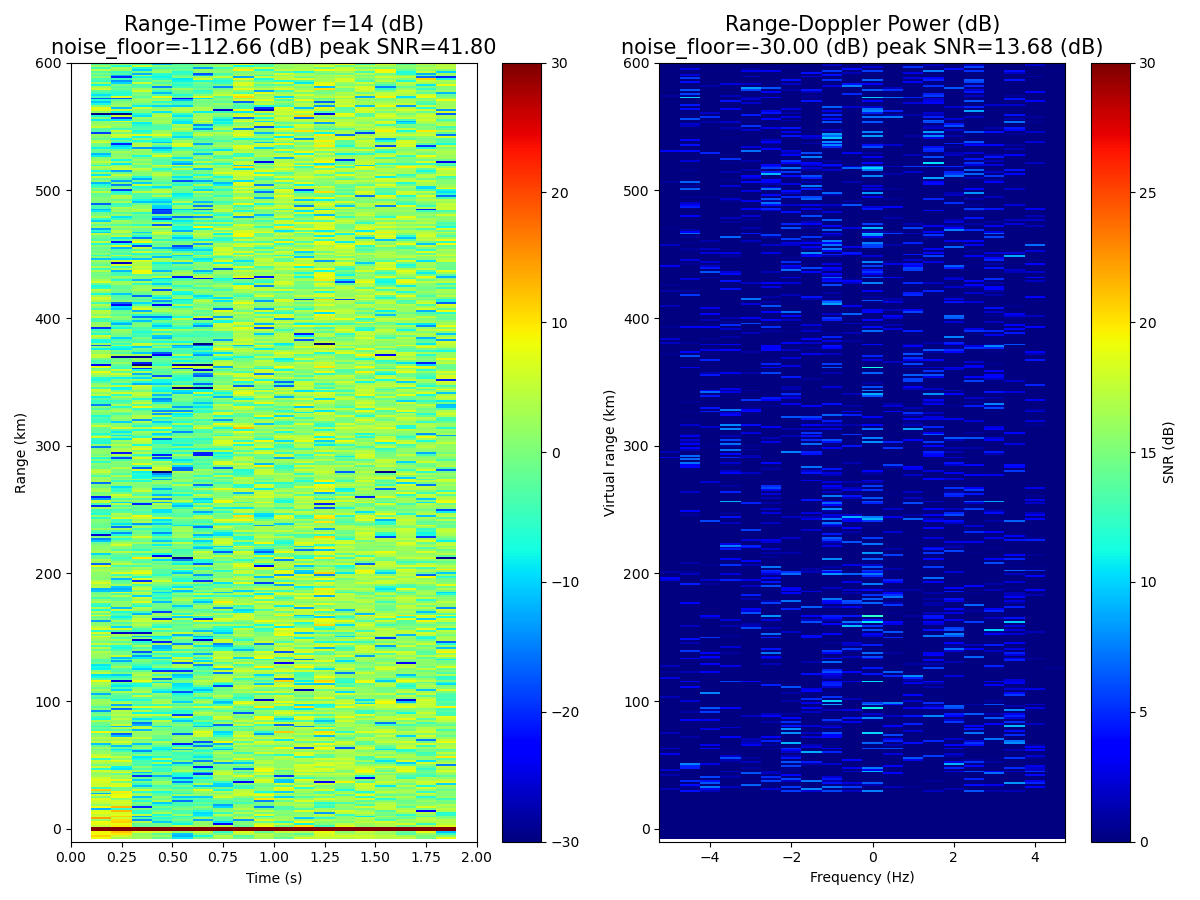 Range-Time Power f=14 (dB)
noise_floor=-112.66 (dB) peak SNR=41.80
600
500
400
300
200
100
0
Range (km)
0.00 0.25 0.50 0.75 1.00 1.25 1.50 1.75 2.00
Time (s)
30
20
10
0
−10
−20
−30
Range-Doppler Power (dB)
noise_floor=-30.00 (dB) peak SNR=13.68 (dB)
600
500
400
300
200
100
0
Virtual range (km)
−4 −2 0 2 4
Frequency (Hz)
30
25
20
15
10
5
0
SNR (dB)